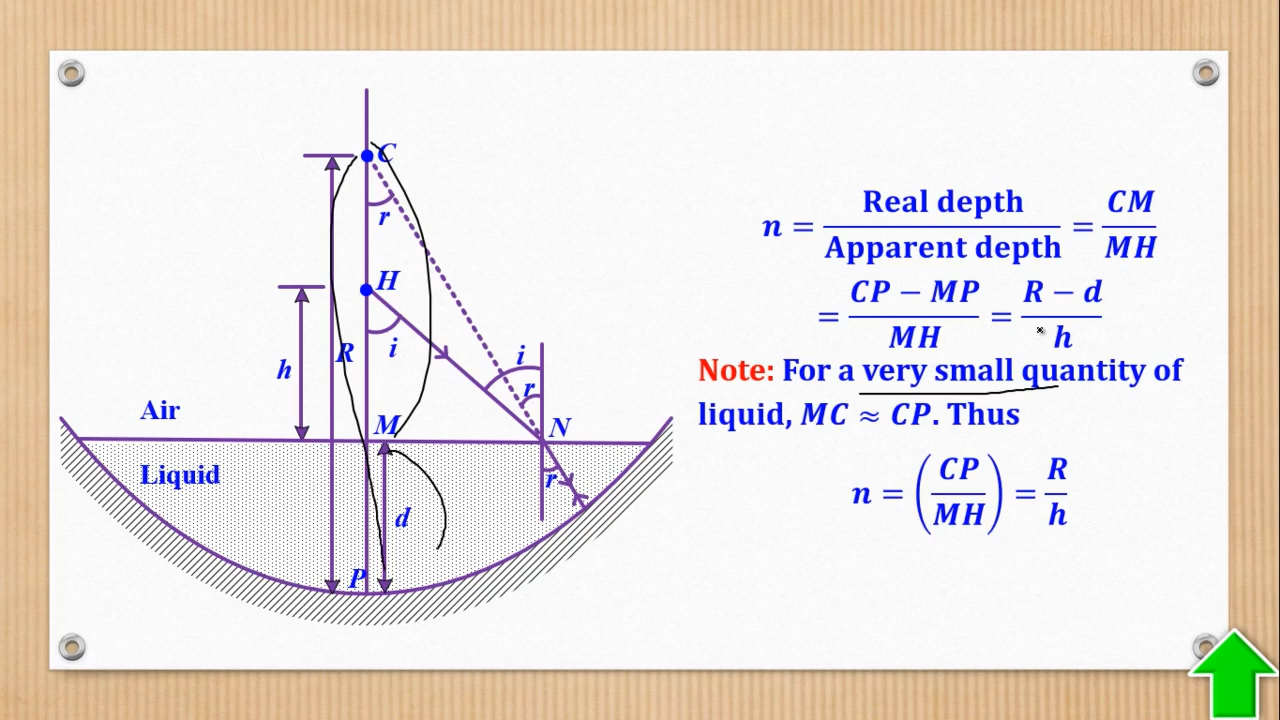 C
r
H
i
i
R
h
r
Air
M
N
Liquid
r
d
P
n = Real depth / Apparent depth = CM / MH
= CP − MP / MH = R − d / h
Note: For a very small quantity of
liquid, MC ≈ CP. Thus
n = (CP / MH) = R / h